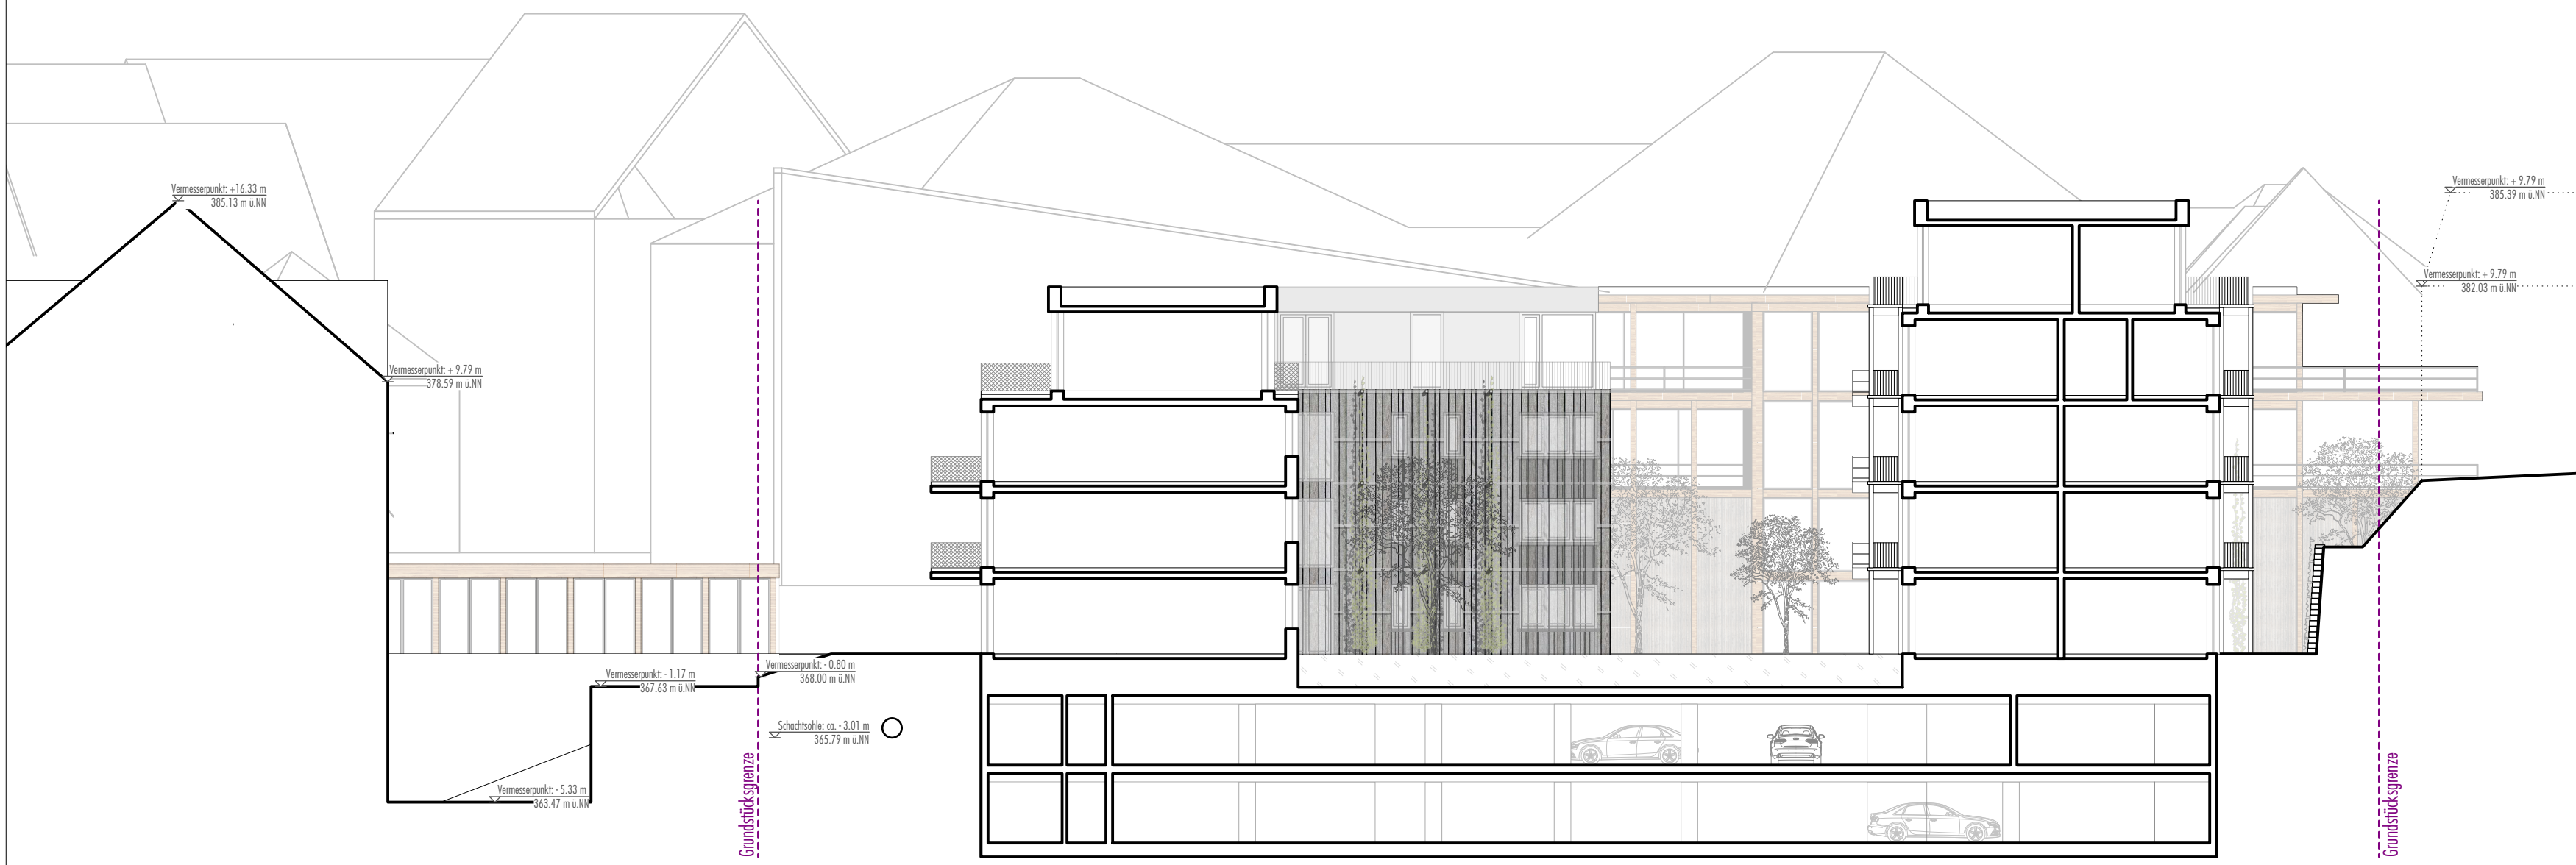 Vermesserpunkt: +16.33 m
385.13 m ü.NN
Vermesserpunkt: + 9.79 m
385.39 m ü.NN
Vermesserpunkt: + 9.79 m
382.03 m ü.NN
Vermesserpunkt: + 9.79 m
378.59 m ü.NN
Vermesserpunkt: - 0.80 m
368.00 m ü.NN
Vermesserpunkt: - 1.17 m
367.63 m ü.NN
Schachtsohle: ca. - 3.01 m
365.79 m ü.NN
Vermesserpunkt: - 5.33 m
363.47 m ü.NN
Grundstücksgrenze
Grundstücksgrenze